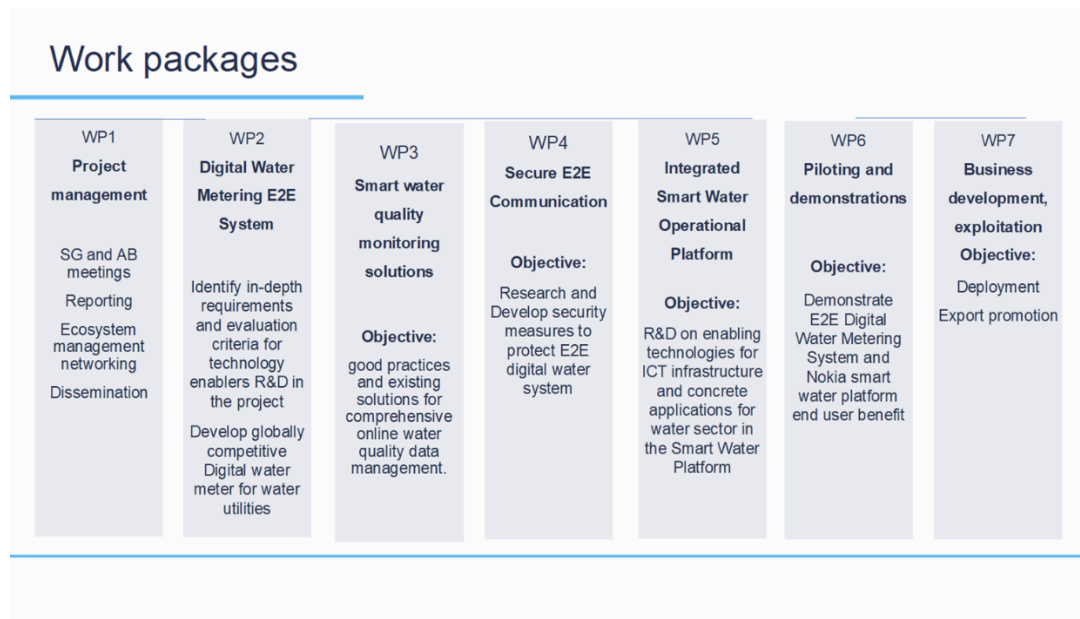 Work packages
WP1
Project
management
SG and AB
meetings
Reporting
Ecosystem
management
networking
Dissemination
WP2
Digital Water
Metering E2E
System
Identify in-depth
requirements
and evaluation
criteria for
technology
enablers R&D in
the project
Develop globally
competitive
Digital water
meter for water
utilities
WP3
Smart water
quality
monitoring
solutions
Objective:
good practices
and existing
solutions for
comprehensive
online water
quality data
management.
WP4
Secure E2E
Communication
Objective:
Research and
Develop security
measures to
protect E2E
digital water
system
WP5
Integrated
Smart Water
Operational
Platform
Objective:
R&D on enabling
technologies for
ICT infrastructure
and concrete
applications for
water sector in
the Smart Water
Platform
WP6
Piloting and
demonstrations
Objective:
Demonstrate
E2E Digital
Water Metering
System and
Nokia smart
water platform
end user benefit
WP7
Business
development,
exploitation
Objective:
Deployment
Export promotion